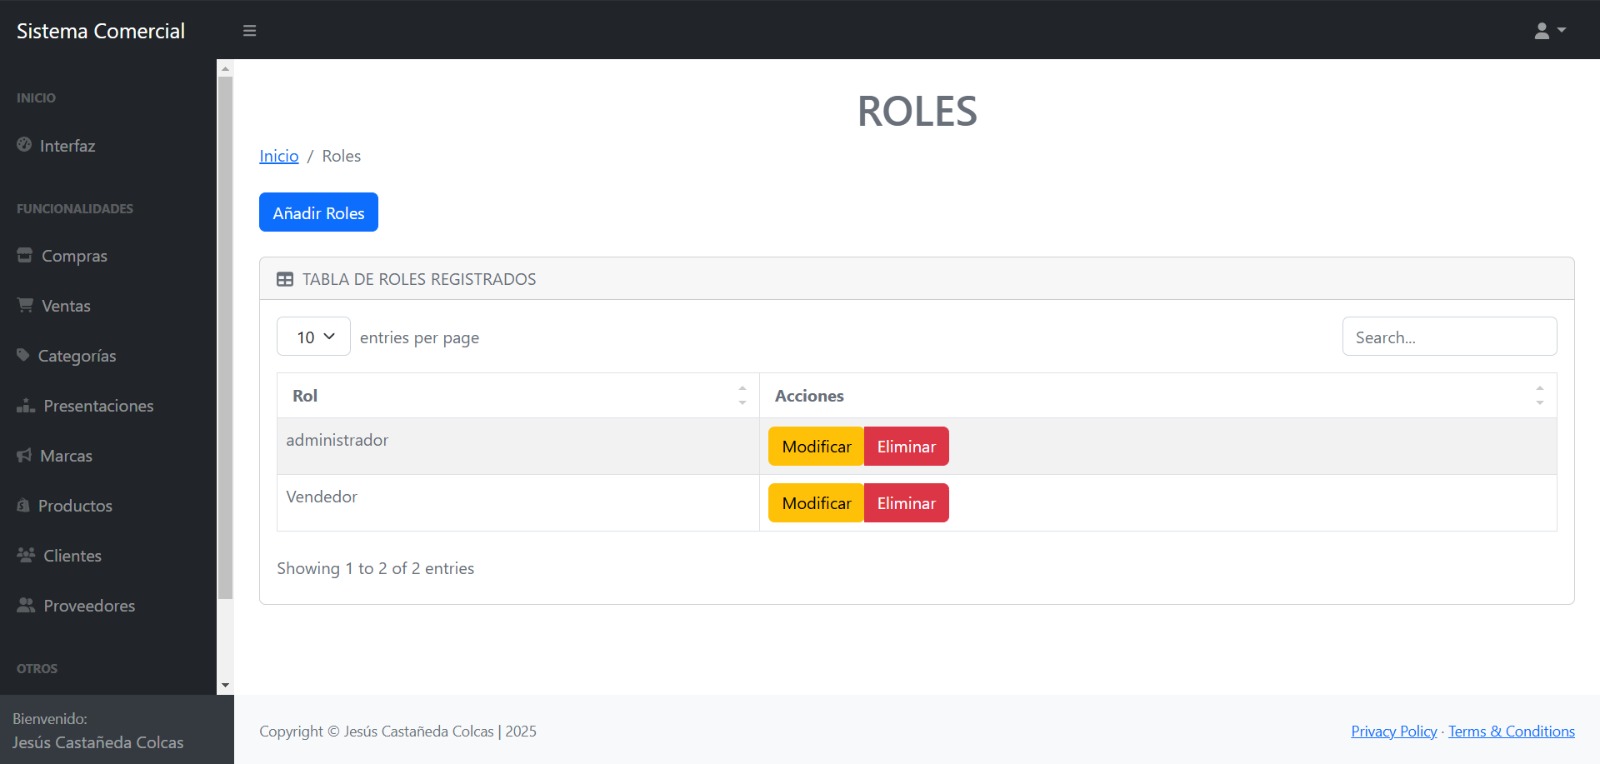 Sistema Comercial
INICIO
Interfaz
FUNCIONALIDADES
Compras
Ventas
Categorías
Presentaciones
Marcas
Productos
Clientes
Proveedores
OTROS
Bienvenido:
Jesús Castañeda Colcas
ROLES
Inicio / Roles
Añadir Roles
TABLA DE ROLES REGISTRADOS
10 entries per page
Search...
Rol Acciones
administrador Modificar Eliminar
Vendedor Modificar Eliminar
Showing 1 to 2 of 2 entries
Copyright © Jesús Castañeda Colcas | 2025
Privacy Policy · Terms & Conditions